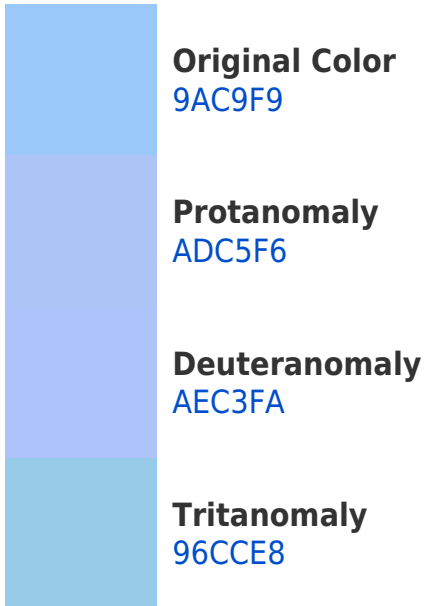 Original Color
9AC9F9
Protanomaly
ADC5F6
Deuteranomaly
AEC3FA
Tritanomaly
96CCE8